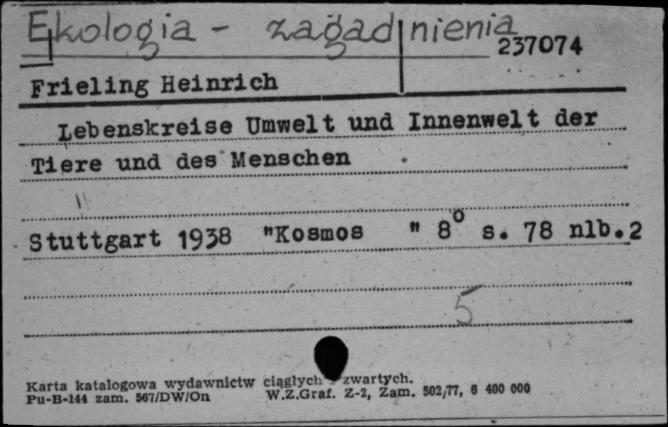 Ekologia - zagadnienia
237074
Frieling Heinrich
Lebenskreise Umwelt und Innenwelt der
Tiere und des Menschen .
Stuttgart 1938 "Kosmos " 8° s. 78 nlb.2
5
Karta katalogowa wydawnictw ciągłych - zwartych.
Pu-B-144 zam. 567/DW/On W.Z.Graf. Z-2, Zam. 502/77, 6 400 000